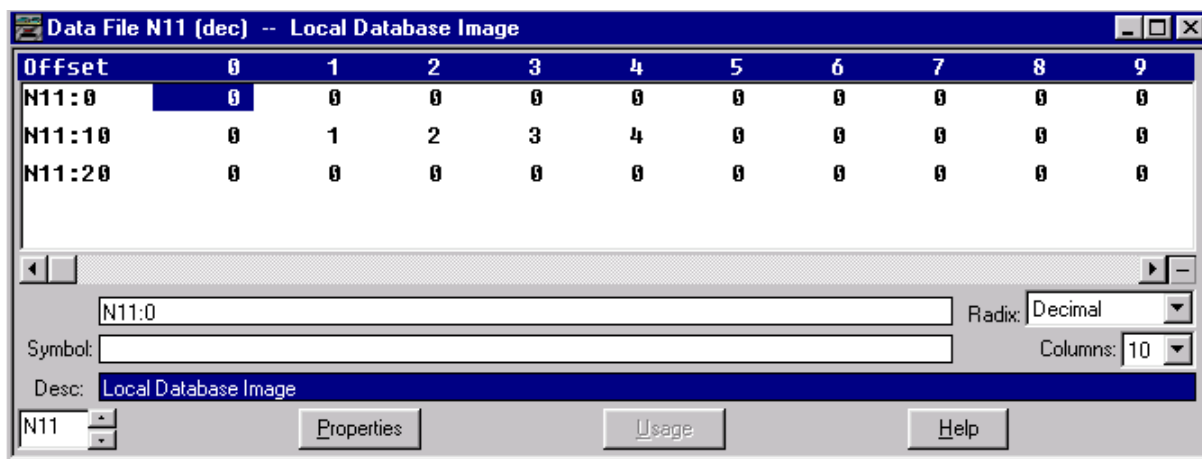 Data File N11 (dec) -- Local Database Image
Offset 0 1 2 3 4 5 6 7 8 9
N11:0 0 0 0 0 0 0 0 0 0 0
N11:10 0 1 2 3 4 0 0 0 0 0
N11:20 0 0 0 0 0 0 0 0 0 0
N11:0 Radix: Decimal
Symbol: Columns: 10
Desc: Local Database Image
N11 Properties Usage Help